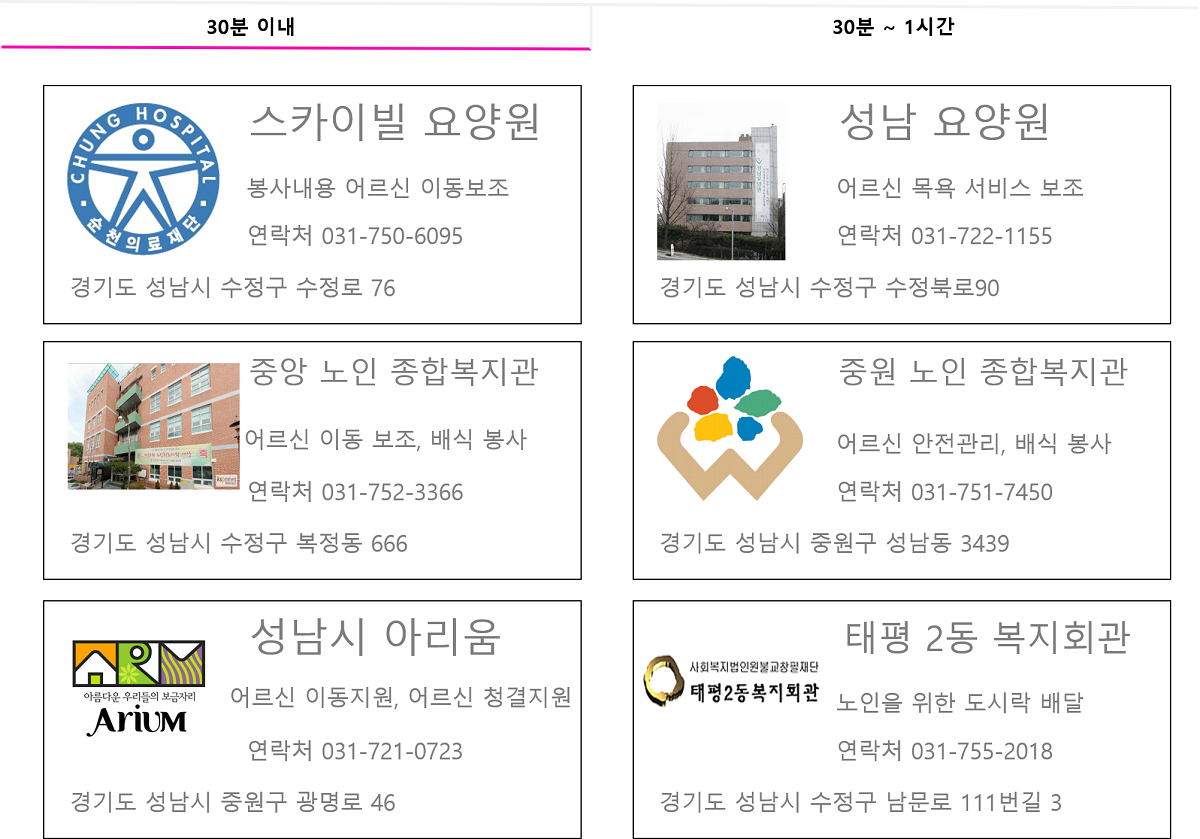 30분 이내
30분 ~ 1시간
CHUNG HOSPITAL
순천의료재단
스카이빌 요양원
봉사내용 어르신 이동보조
연락처 031-750-6095
경기도 성남시 수정구 수정로 76
성남 요양원
어르신 목욕 서비스 보조
연락처 031-722-1155
경기도 성남시 수정구 수정북로90
중앙 노인 종합복지관
어르신 이동 보조, 배식 봉사
연락처 031-752-3366
경기도 성남시 수정구 복정동 666
중원 노인 종합복지관
어르신 안전관리, 배식 봉사
연락처 031-751-7450
경기도 성남시 중원구 성남동 3439
ARM
아름다운 우리들의 보금자리
ARIUM
성남시 아리움
어르신 이동지원, 어르신 청결지원
연락처 031-721-0723
경기도 성남시 중원구 광명로 46
사회복지법인원불교창필재단
태평2동복지회관
태평 2동 복지회관
노인을 위한 도시락 배달
연락처 031-755-2018
경기도 성남시 수정구 남문로 111번길 3